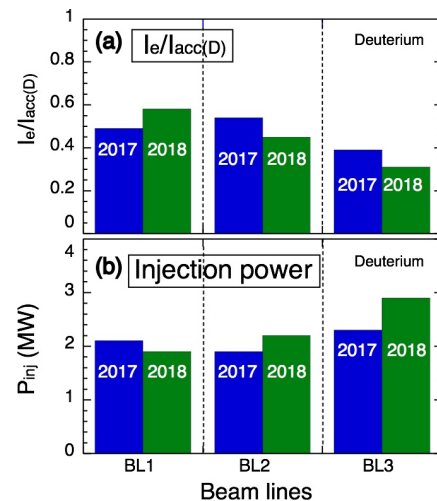 1
(a) Ie/Iacc(D) Deuterium
0.8
0.6
0.4
0.2
0
Ie/Iacc(D)
2017 2018 2017 2018 2017 2018
4
(b) Injection power Deuterium
3
2
1
0
Pinj (MW)
2017 2018 2017 2018 2017 2018
BL1 BL2 BL3
Beam lines